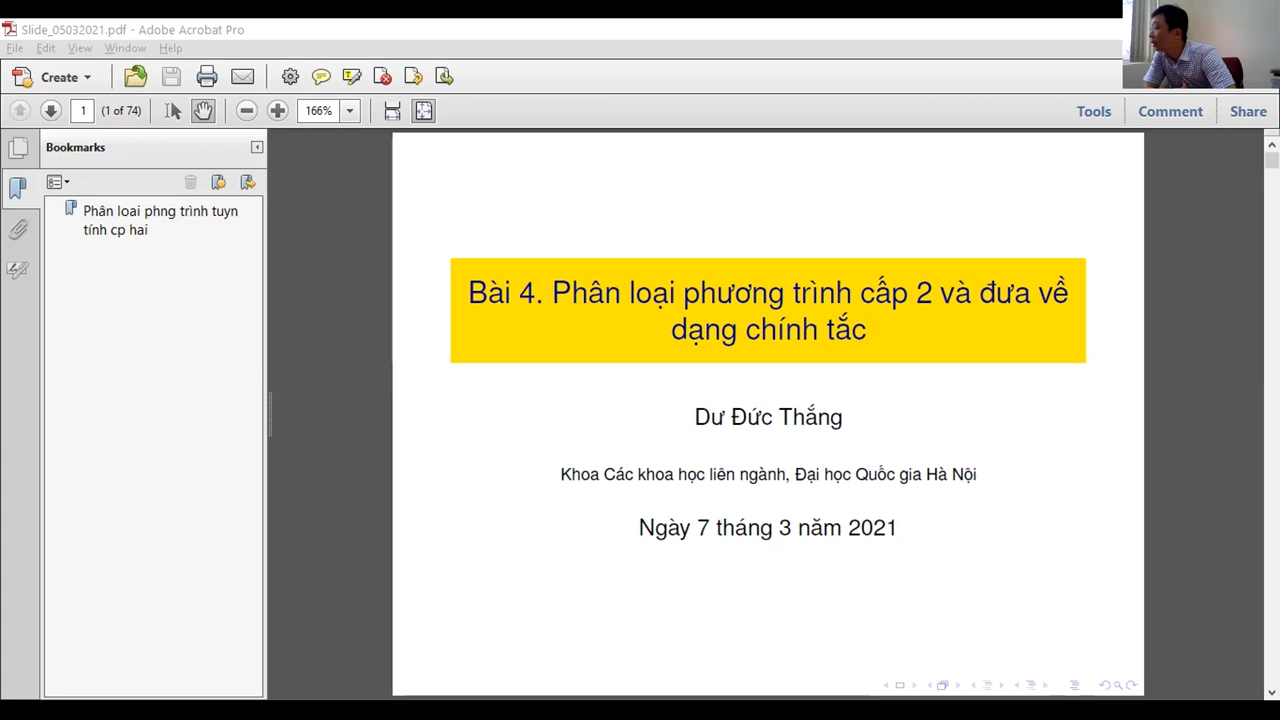 Slide_05032021.pdf - Adobe Acrobat Pro
File Edit View Window Help
Create
1 (1 of 74) 166% Tools Comment Share
Bookmarks
Phân loai phng trình tuyn
tính cp hai
Bài 4. Phân loại phương trình cấp 2 và đưa về
dạng chính tắc
Dư Đức Thắng
Khoa Các khoa học liên ngành, Đại học Quốc gia Hà Nội
Ngày 7 tháng 3 năm 2021